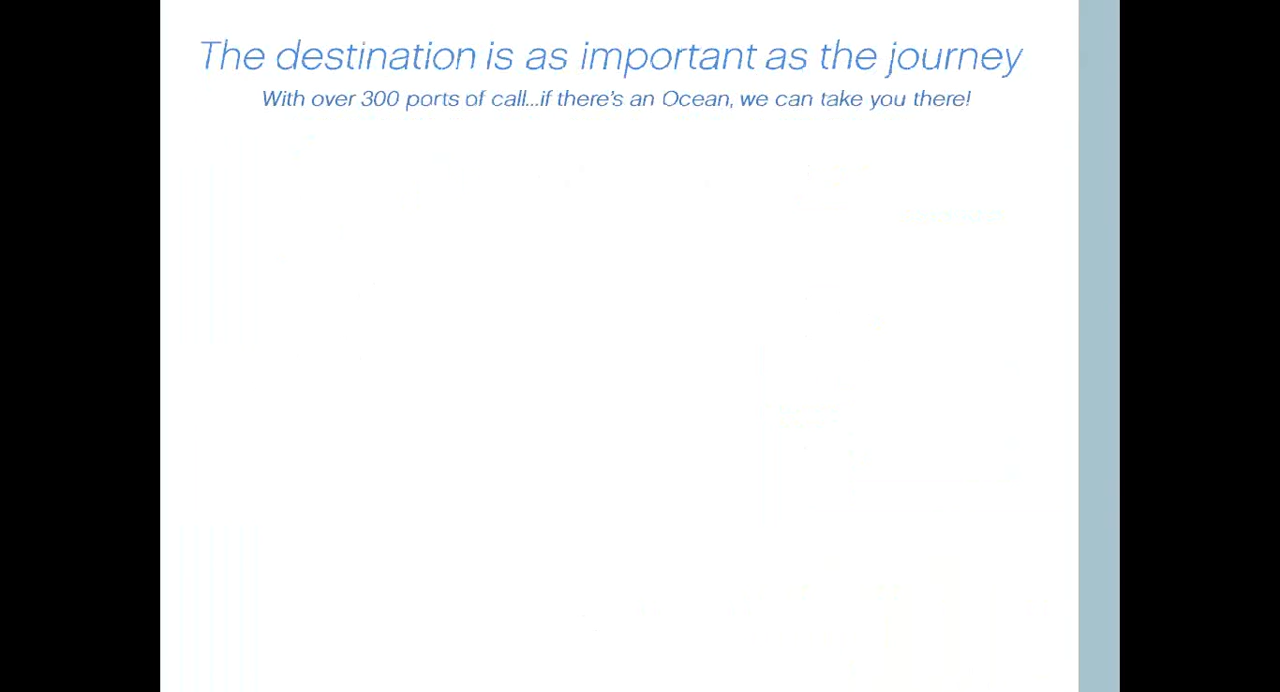 The destination is as important as the journey
With over 300 ports of call...if there's an Ocean, we can take you there!